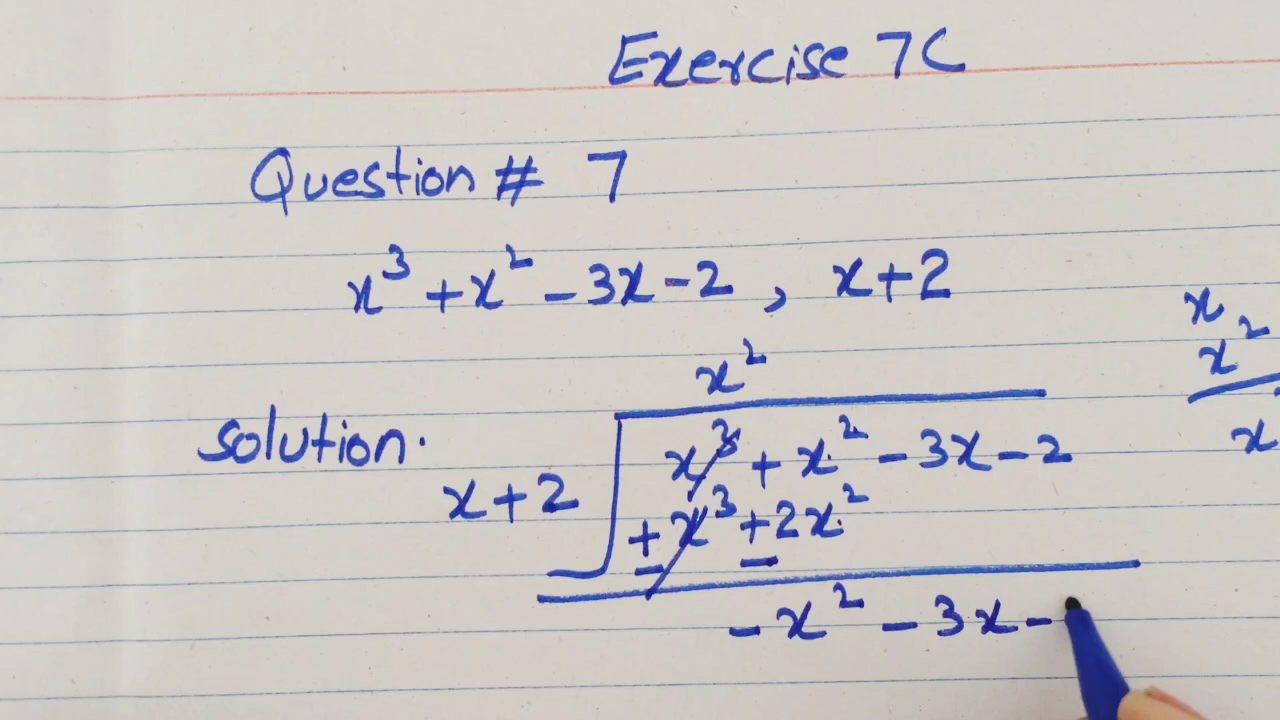 Exercise 7C
Question # 7
x³ + x² - 3x - 2 , x + 2
x²
solution. x + 2 x³ + x² - 3x - 2
+ x³ + 2x²
- -
- x² - 3x -
x
x²
x